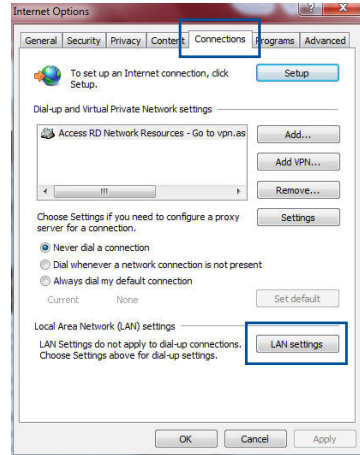 Internet Options
General Security Privacy Content Connections Programs Advanced
To set up an Internet connection, click
Setup.
Setup
Dial-up and Virtual Private Network settings
Access RD Network Resources - Go to vpn.as
Add...
Add VPN...
Remove...
Choose Settings if you need to configure a proxy
server for a connection.
Settings
Never dial a connection
Dial whenever a network connection is not present
Always dial my default connection
Current None
Set default
Local Area Network (LAN) settings
LAN Settings do not apply to dial-up connections.
Choose Settings above for dial-up settings.
LAN settings
OK Cancel Apply